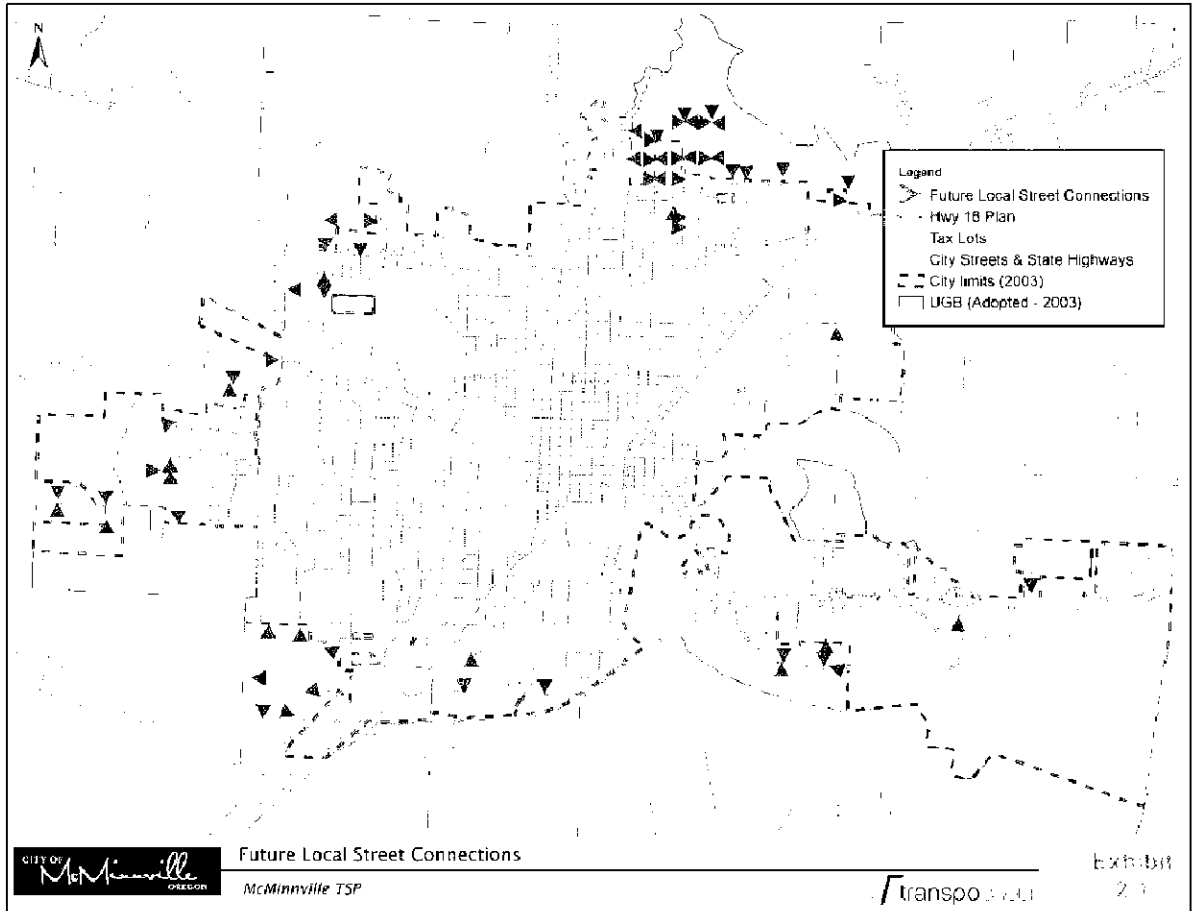 N
Legend
Future Local Street Connections
Hwy 18 Plan
Tax Lots
City Streets & State Highways
City limits (2003)
UGB (Adopted - 2003)
CITY OF
McMinnville
OREGON
Future Local Street Connections
McMinnville TSP
transpo
Exhibit